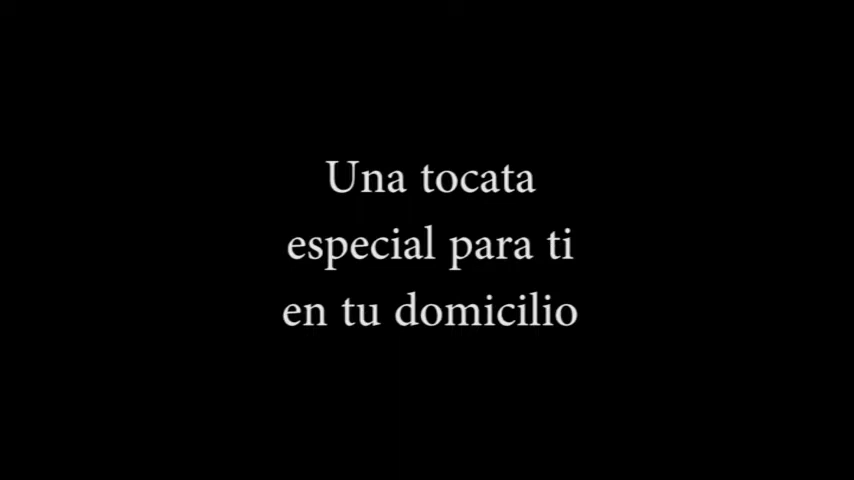 Una tocata
especial para ti
en tu domicilio